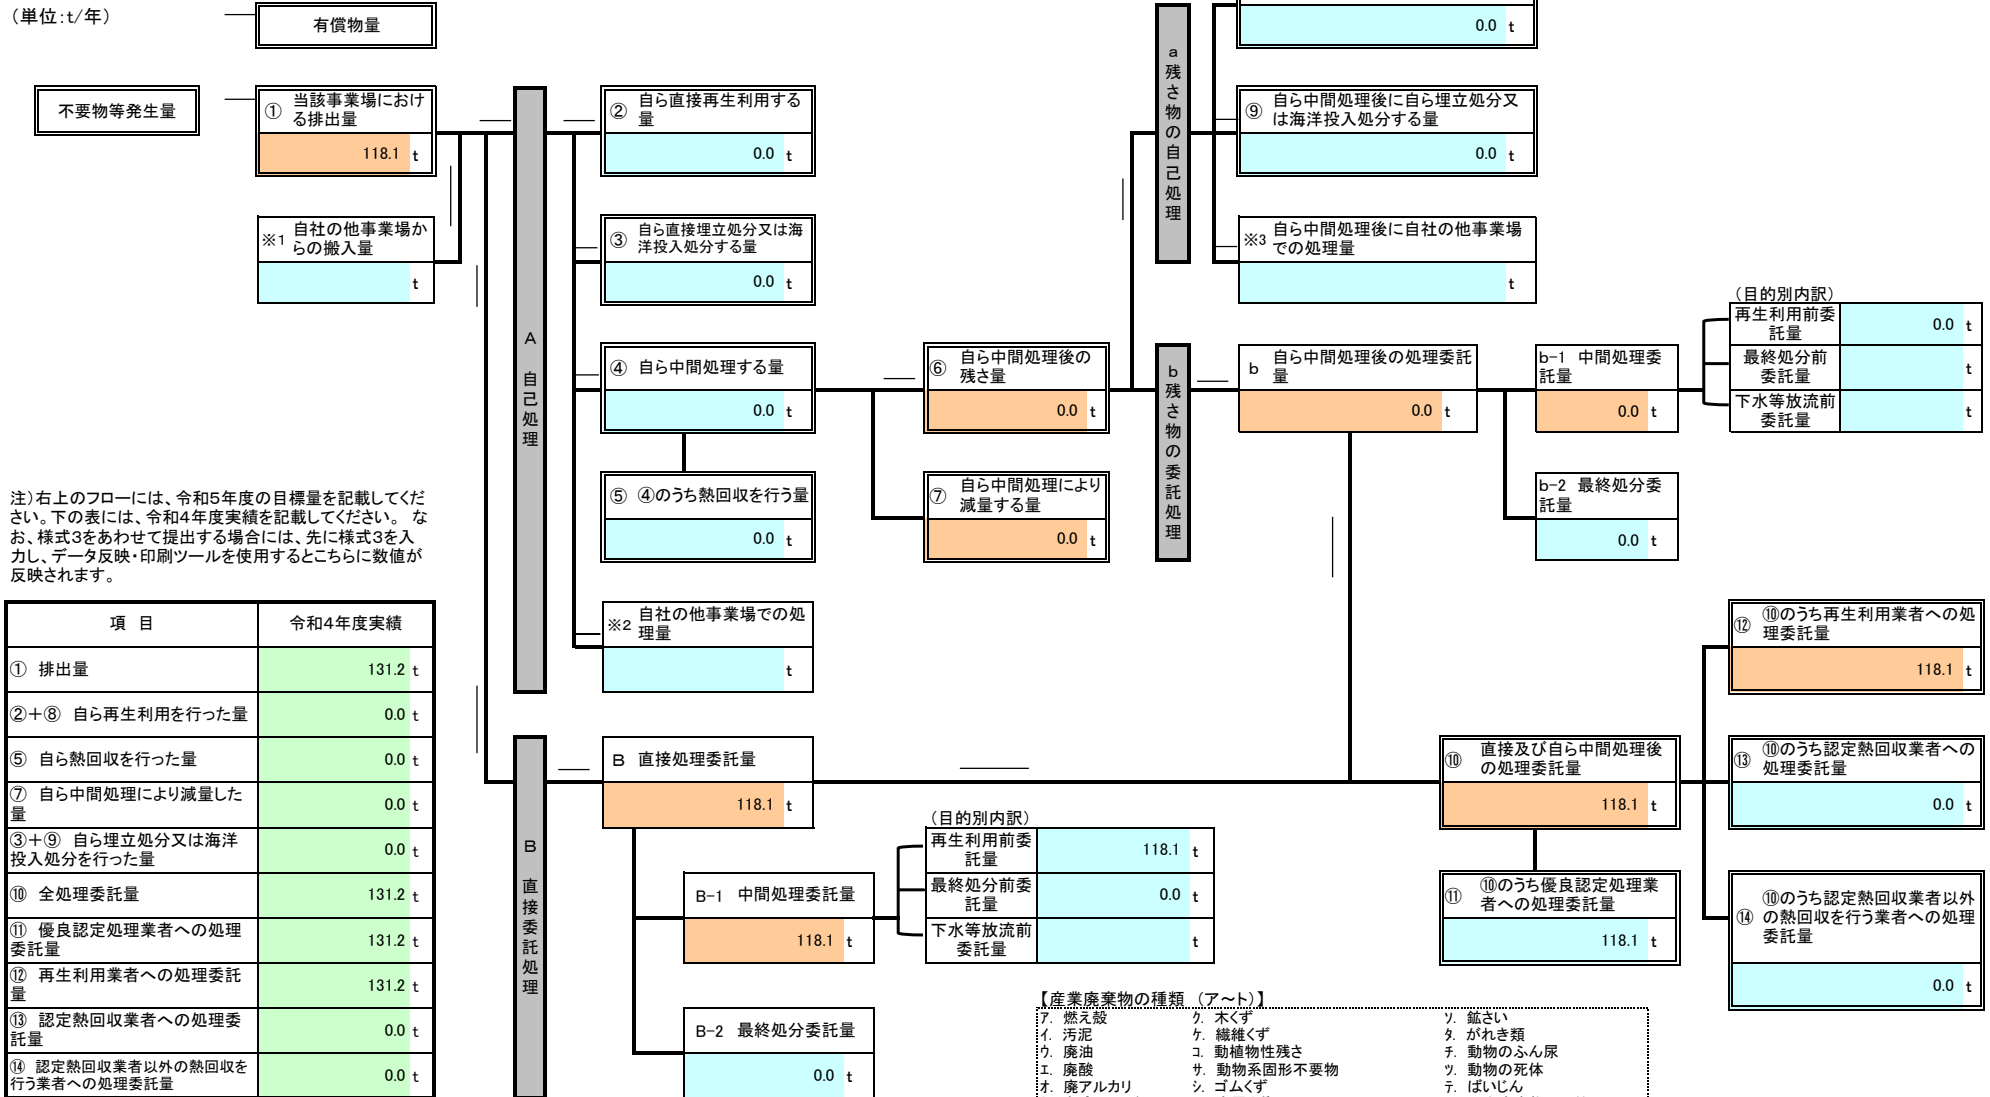 （単位：t/年）
有償物量
不要物等発生量
① 当該事業場におけ
る排出量
118.1 t
※1 自社の他事業場か
らの搬入量
t
A 自己処理
② 自ら直接再生利用する
量
0.0 t
③ 自ら直接埋立処分又は海
洋投入処分する量
0.0 t
④ 自ら中間処理する量
0.0 t
⑤ ④のうち熱回収を行う量
0.0 t
※2 自社の他事業場での処
理量
t
⑥ 自ら中間処理後の
残さ量
0.0 t
⑦ 自ら中間処理により
減量する量
0.0 t
a 残さ物の自己処理
0.0 t
⑨ 自ら中間処理後に自ら埋立処分又
は海洋投入処分する量
0.0 t
※3 自ら中間処理後に自社の他事業場
での処理量
t
b 残さ物の委託処理
b 自ら中間処理後の処理委託
量
0.0 t
b-1 中間処理委
託量
0.0 t
b-2 最終処分委
託量
0.0 t
（目的別内訳）
再生利用前委
託量
0.0 t
最終処分前
委託量
t
下水等放流前
委託量
t
注）右上のフローには、令和5年度の目標量を記載してくだ
さい。下の表には、令和4年度実績を記載してください。 な
お、様式3をあわせて提出する場合には、先に様式3を入
力し、データ反映・印刷ツールを使用するとこちらに数値が
反映されます。
項 目 令和4年度実績
① 排出量 131.2 t
②＋⑧ 自ら再生利用を行った量 0.0 t
⑤ 自ら熱回収を行った量 0.0 t
⑦ 自ら中間処理により減量した
量 0.0 t
③＋⑨ 自ら埋立処分又は海洋
投入処分を行った量 0.0 t
⑩ 全処理委託量 131.2 t
⑪ 優良認定処理業者への処理
委託量 131.2 t
⑫ 再生利用業者への処理委託
量 131.2 t
⑬ 認定熱回収業者への処理委
託量 0.0 t
⑭ 認定熱回収業者以外の熱回収を
行う業者への処理委託量 0.0 t
B 直接委託処理
B 直接処理委託量
118.1 t
B-1 中間処理委託量
118.1 t
B-2 最終処分委託量
0.0 t
（目的別内訳）
再生利用前委
託量
118.1 t
最終処分前委
託量
0.0 t
下水等放流前
委託量
t
⑩ 直接及び自ら中間処理後
の処理委託量
118.1 t
⑪ ⑩のうち優良認定処理業
者への処理委託量
118.1 t
⑫ ⑩のうち再生利用業者への処
理委託量
118.1 t
⑬ ⑩のうち認定熱回収業者への
処理委託量
0.0 t
⑭ ⑩のうち認定熱回収業者以外
の熱回収を行う業者への処理
委託量
0.0 t
【産業廃棄物の種類 （ア～ト）】
ｱ. 燃え殻 ｸ. 木くず ｿ. 鉱さい
ｲ. 汚泥 ｹ. 繊維くず ﾀ. がれき類
ｳ. 廃油 ｺ. 動植物性残さ ﾁ. 動物のふん尿
ｴ. 廃酸 ｻ. 動物系固形不要物 ﾂ. 動物の死体
ｵ. 廃アルカリ ｼ. ゴムくず ﾃ. ばいじん